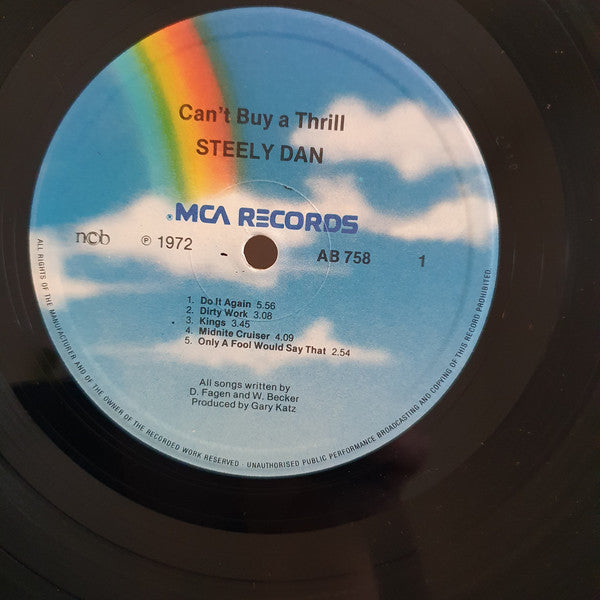 Can't Buy a Thrill
STEELY DAN
® MCA RECORDS
ncb ℗ 1972 AB 758 1
1. Do It Again 5.56
2. Dirty Work 3.08
3. Kings 3.45
4. Midnite Cruiser 4.09
5. Only A Fool Would Say That 2.54
All songs written by
D. Fagen and W. Becker
Produced by Gary Katz
ALL RIGHTS OF THE MANUFACTURER AND OF THE OWNER OF THE RECORDED WORK RESERVED · UNAUTHORISED PUBLIC PERFORMANCE BROADCASTING AND COPYING OF THIS RECORD PROHIBITED.